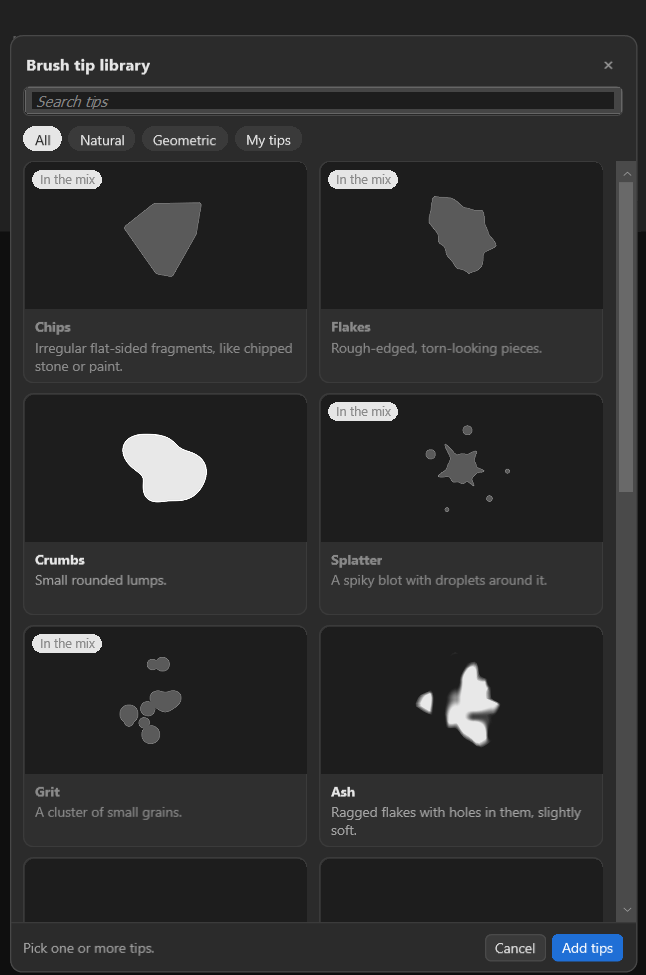 Brush tip library
×
Search tips
All Natural Geometric My tips
In the mix
Chips
Irregular flat-sided fragments, like chipped
stone or paint.
In the mix
Flakes
Rough-edged, torn-looking pieces.
Crumbs
Small rounded lumps.
In the mix
Splatter
A spiky blot with droplets around it.
In the mix
Grit
A cluster of small grains.
Ash
Ragged flakes with holes in them, slightly
soft.
Pick one or more tips.
Cancel
Add tips